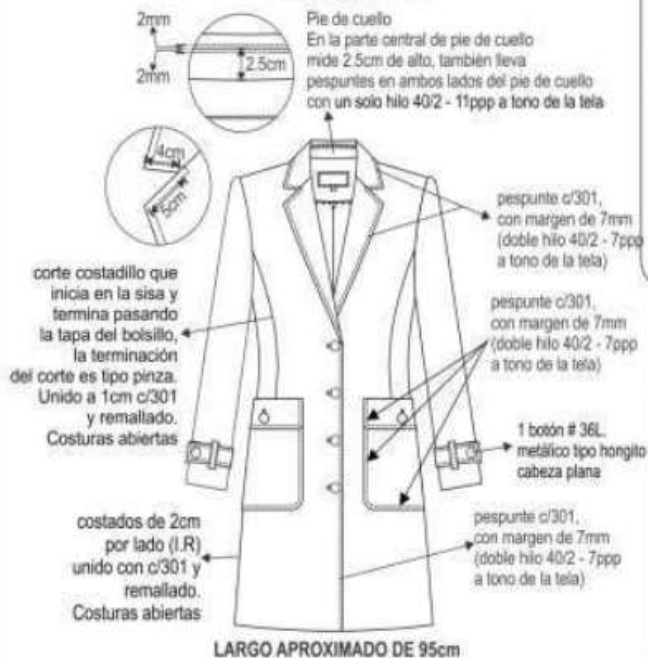 2mm
2mm
2.5cm
Pie de cuello
En la parte central de pie de cuello
mide 2.5cm de alto, también lleva
pespuntes en ambos lados del pie de cuello
con un solo hilo 40/2 - 11ppp a tono de la tela
4cm
5cm
pespunte c/301,
con margen de 7mm
(doble hilo 40/2 - 7ppp
a tono de la tela)
corte costadillo que
inicia en la sisa y
termina pasando
la tapa del bolsillo,
la terminación
del corte es tipo pinza.
Unido a 1cm c/301
y remallado.
Costuras abiertas
pespunte c/301,
con margen de 7mm
(doble hilo 40/2 - 7ppp
a tono de la tela)
1 botón # 36L.
metálico tipo hongito
cabeza plana
costados de 2cm
por lado (I.R)
unido con c/301 y
remallado.
Costuras abiertas
pespunte c/301,
con margen de 7mm
(doble hilo 40/2 - 7ppp
a tono de la tela)
LARGO APROXIMADO DE 95cm